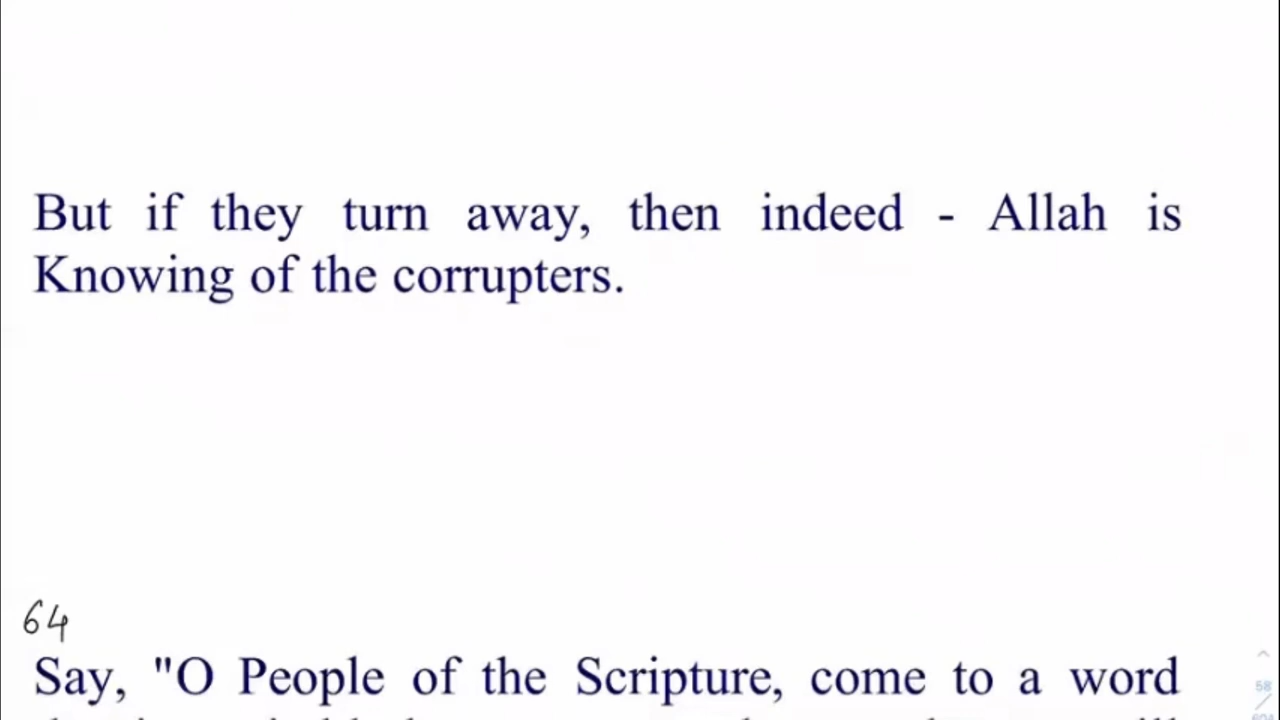 But if they turn away, then indeed - Allah is
Knowing of the corrupters.
64
Say, "O People of the Scripture, come to a word
58